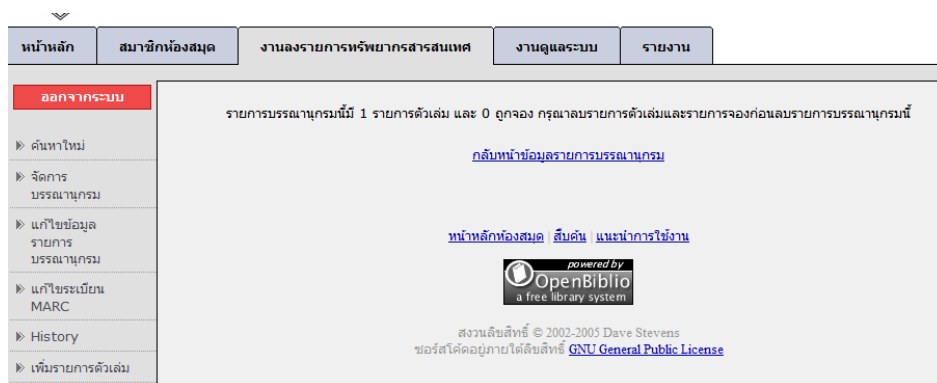 หน้าหลัก
สมาชิกห้องสมุด
งานลงรายการทรัพยากรสารสนเทศ
งานดูแลระบบ
รายงาน
ออกจากระบบ
ค้นหาใหม่
จัดการ
บรรณานุกรม
แก้ไขข้อมูล
รายการ
บรรณานุกรม
แก้ไขระเบียน
MARC
History
เพิ่มรายการตัวเล่ม
รายการบรรณานุกรมนี้มี 1 รายการตัวเล่ม และ 0 ถูกจอง กรุณาลบรายการตัวเล่มและรายการจองก่อนลบรายการบรรณานุกรมนี้
กลับหน้าข้อมูลรายการบรรณานุกรม
หน้าหลักห้องสมุด | สืบค้น | แนะนำการใช้งาน
powered by
OpenBiblio
a free library system
สงวนลิขสิทธิ์ © 2002-2005 Dave Stevens
ซอร์สโค้ดอยู่ภายใต้ลิขสิทธิ์ GNU General Public License